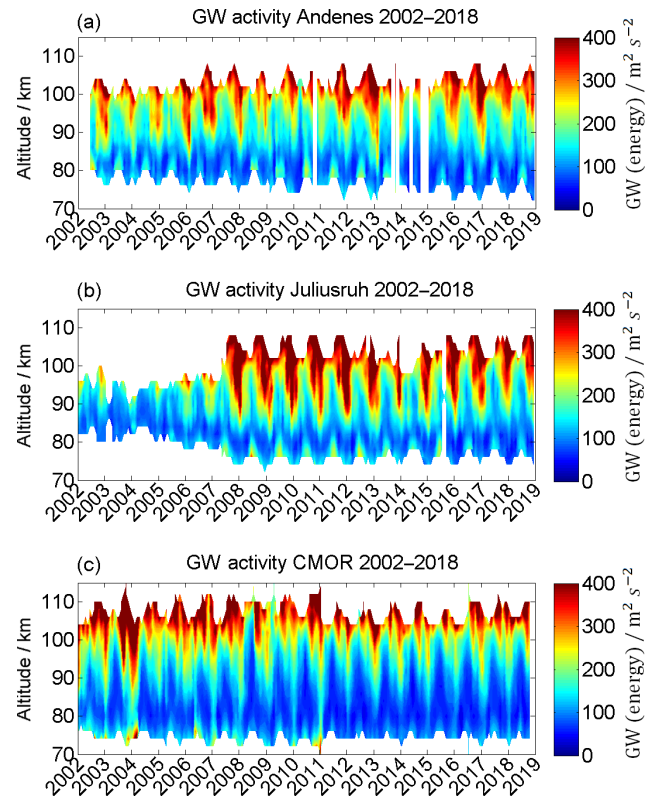 (a) GW activity Andenes 2002–2018
110
100
90
80
70
Altitude / km
2002 2003 2004 2005 2006 2007 2008 2009 2010 2011 2012 2013 2014 2015 2016 2017 2018 2019
400
300
200
100
0
GW (energy) / m² s⁻²
(b) GW activity Juliusruh 2002–2018
110
100
90
80
70
Altitude / km
2002 2003 2004 2005 2006 2007 2008 2009 2010 2011 2012 2013 2014 2015 2016 2017 2018 2019
400
300
200
100
0
GW (energy) / m² s⁻²
(c) GW activity CMOR 2002–2018
110
100
90
80
70
Altitude / km
2002 2003 2004 2005 2006 2007 2008 2009 2010 2011 2012 2013 2014 2015 2016 2017 2018 2019
400
300
200
100
0
GW (energy) / m² s⁻²